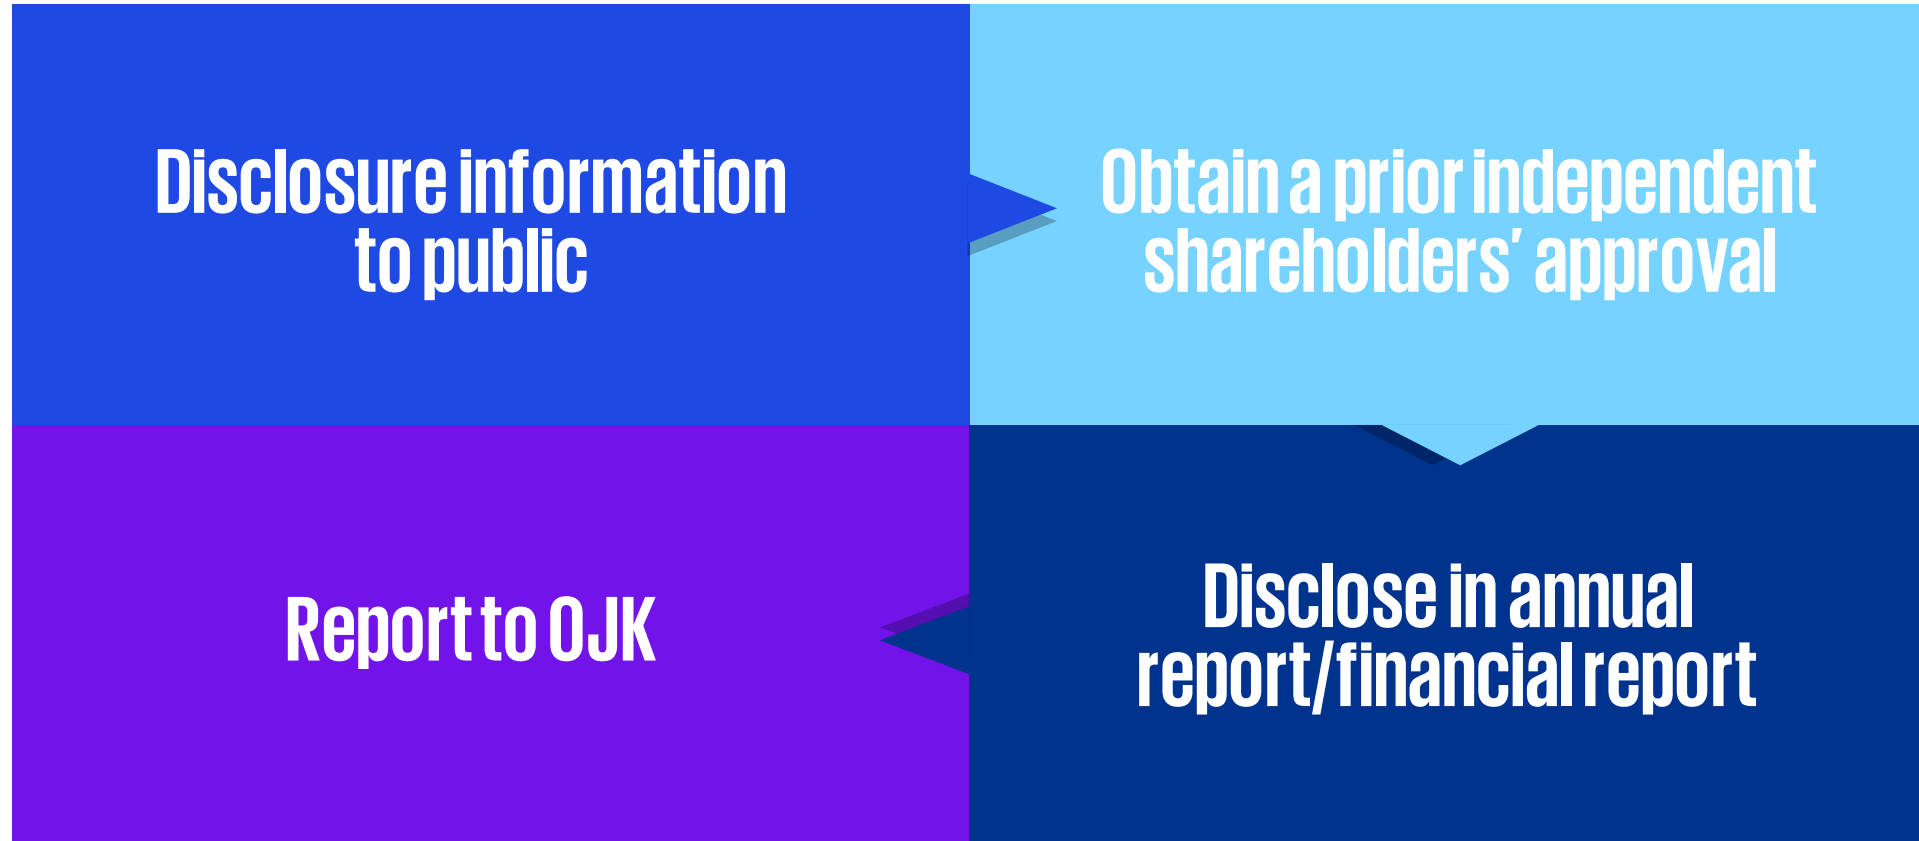 Disclosure information
to public
Obtain a prior independent
shareholders’ approval
Disclose in annual
report/financial report
Report to OJK